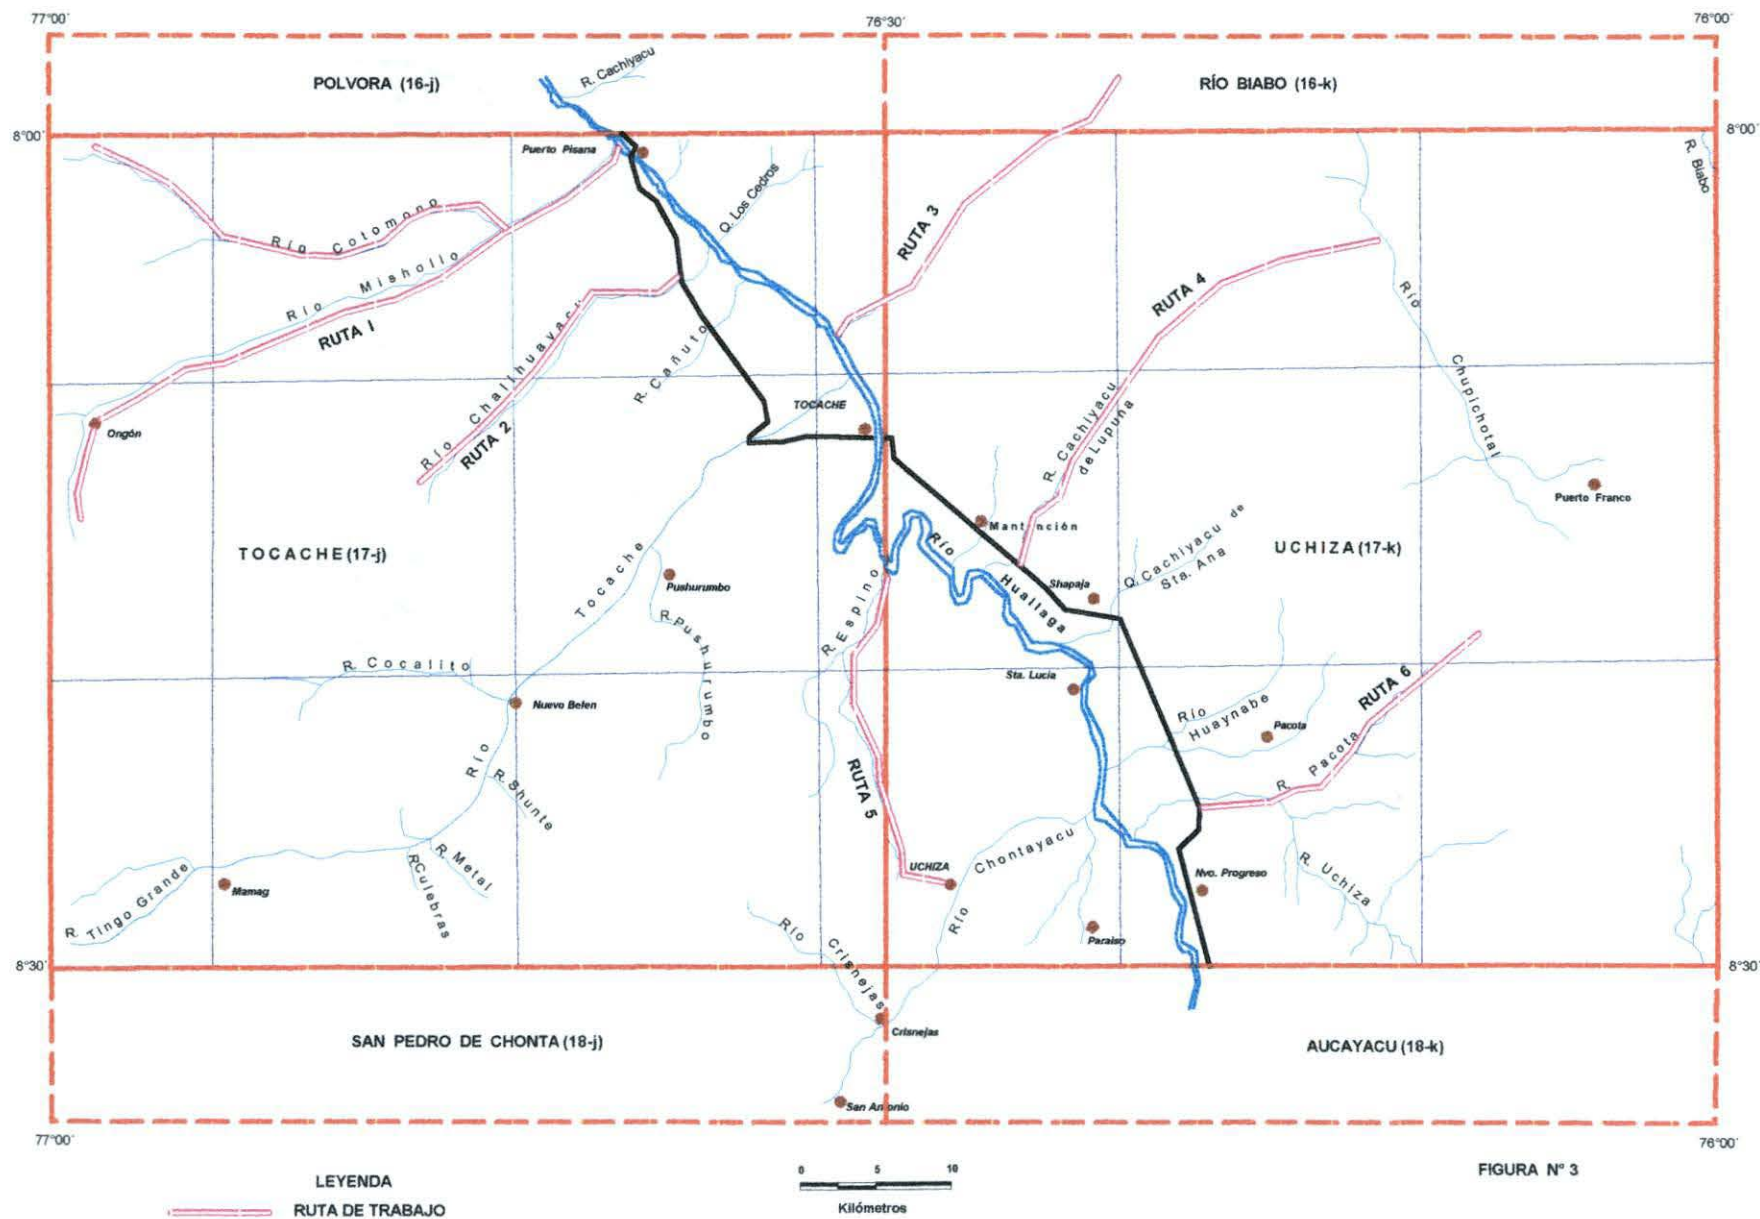 77°00'
76°30'
76°00'
POLVORA (16-j)
R. Cachiyacu
RÍO BIABO (16-k)
8°00'
8°00'
Puerto Pisana
R. Biabo
Q. Los Cedros
Río Cotomono
RUTA 3
Río Mishollo
RUTA 1
RUTA 4
Río
Chupichotal
Río Challhuayacu
R. Cañuto
RUTA 2
Ongón
TOCACHE
R. Cachiyacu
de Lupuna
Puerto Franco
Mantención
TOCACHE (17-j)
UCHIZA (17-k)
Río
Huallaga
Shapaja
Q. Cachiyacu de
Sta. Ana
Pushurumbo
Tocache
R. Pushurumbo
R. Espino
R. Cocalito
Sta. Lucía
Nuevo Belen
Río
Huaynabe
Pacota
RUTA 6
R. Pacota
Río
R. Shunte
RUTA 5
R. Metal
R. Culebras
UCHIZA
Chontayacu
Río
Nvo. Progreso
R. Uchiza
Mamag
R. Tingo Grande
Paraiso
Río
Crisnejas
8°30'
SAN PEDRO DE CHONTA (18-j)
Crisnejas
AUCAYACU (18-k)
San Antonio
77°00'
76°00'
LEYENDA
RUTA DE TRABAJO
0 5 10
Kilómetros
FIGURA N° 3
8°30'